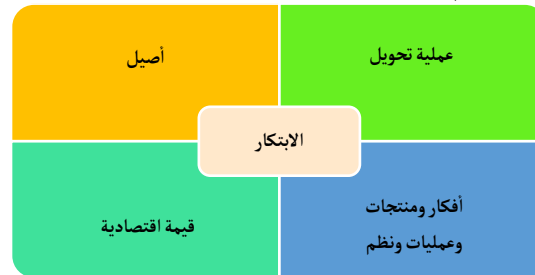 عملية تحويل
أصيل
الابتكار
أفكار ومنتجات
وعمليات ونظم
قيمة اقتصادية